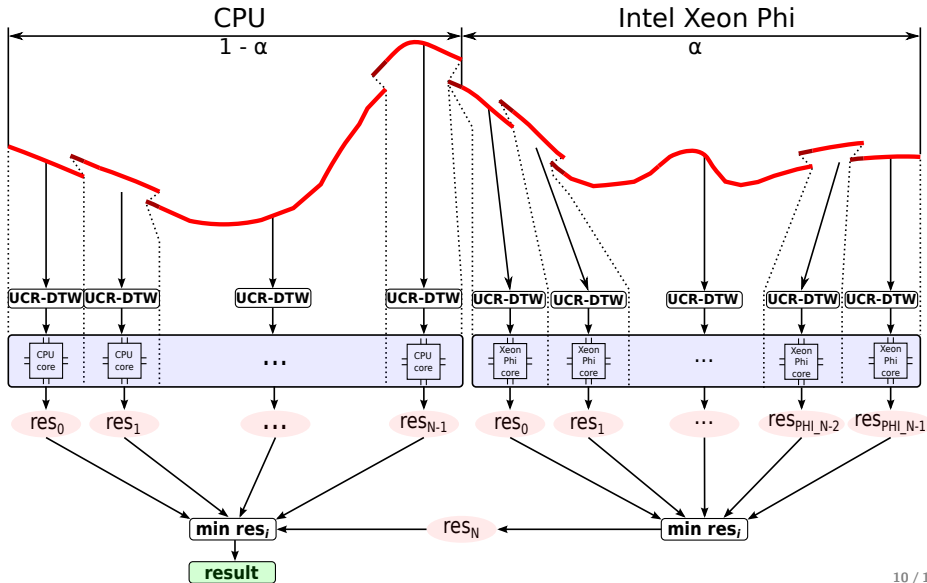 CPU Intel Xeon Phi
1 - α α
UCR-DTW UCR-DTW UCR-DTW UCR-DTW UCR-DTW UCR-DTW UCR-DTW UCR-DTW UCR-DTW
CPU core
CPU core
...
CPU core
Xeon Phi core
Xeon Phi core
...
Xeon Phi core
Xeon Phi core
res0 res1 ... resN-1 res0 res1 ... resPHI_N-2 resPHI_N-1
min resi resN min resi
result
10 / 1